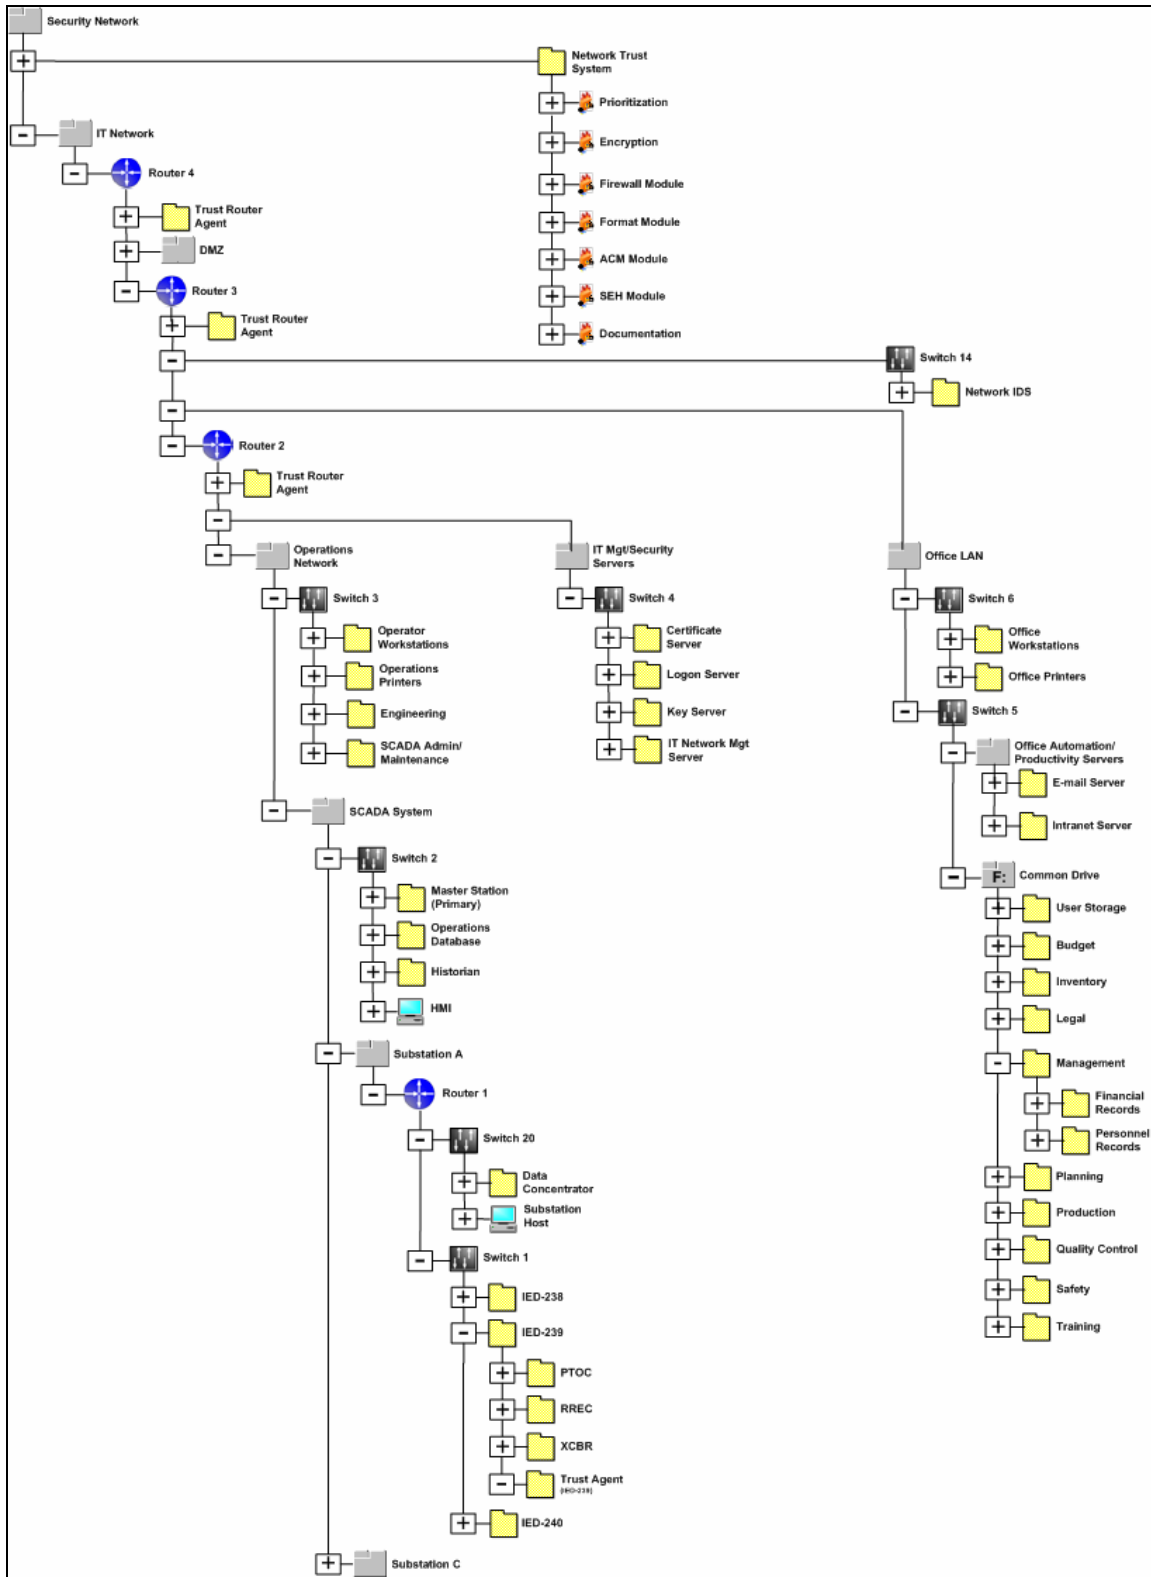 Security Network
Network Trust
System
Prioritization
Encryption
Firewall Module
Format Module
ACM Module
SEH Module
Documentation
IT Network
Router 4
Trust Router
Agent
DMZ
Router 3
Trust Router
Agent
Switch 14
Network IDS
Router 2
Trust Router
Agent
Operations
Network
Switch 3
Operator
Workstations
Operations
Printers
Engineering
SCADA Admin/
Maintenance
IT Mgt/Security
Servers
Switch 4
Certificate
Server
Logon Server
Key Server
IT Network Mgt
Server
Office LAN
Switch 6
Office
Workstations
Office Printers
Switch 5
Office Automation/
Productivity Servers
E-mail Server
Intranet Server
F:
Common Drive
User Storage
Budget
Inventory
Legal
Management
Financial
Records
Personnel
Records
Planning
Production
Quality Control
Safety
Training
SCADA System
Switch 2
Master Station
(Primary)
Operations
Database
Historian
HMI
Substation A
Router 1
Switch 20
Data
Concentrator
Substation
Host
Switch 1
IED-238
IED-239
PTOC
RREC
XCBR
Trust Agent
(IED-239)
IED-240
Substation C